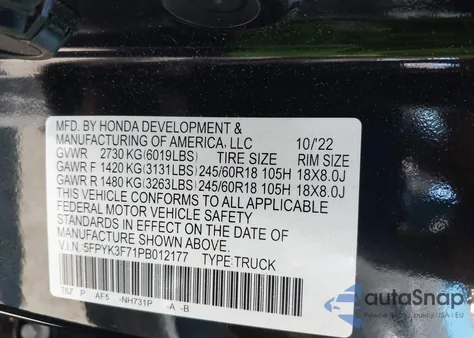 MFD. BY HONDA DEVELOPMENT &
MANUFACTURING OF AMERICA, LLC 10/'22
GVWR 2730 KG(6019LBS) TIRE SIZE RIM SIZE
GAWR F 1420 KG(3131LBS) 245/60R18 105H 18X8.0J
GAWR R 1480 KG(3263LBS) 245/60R18 105H 18X8.0J
THIS VEHICLE CONFORMS TO ALL APPLICABLE
FEDERAL MOTOR VEHICLE SAFETY
STANDARDS IN EFFECT ON THE DATE OF
MANUFACTURE SHOWN ABOVE.
V.I.N. 5FPYK3F71PB012177 TYPE:TRUCK
T6Z P AF5 -NH731P -A -B
autoSnap